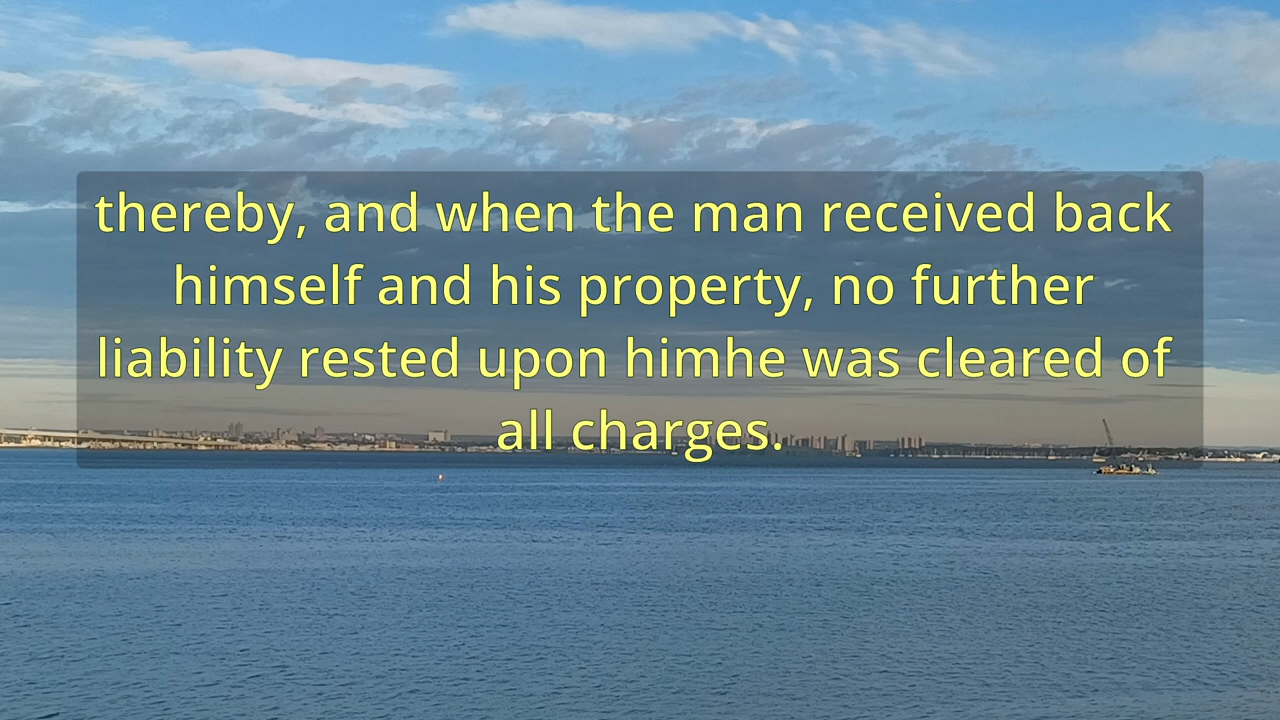 thereby, and when the man received back
himself and his property, no further
liability rested upon himhe was cleared of
all charges.